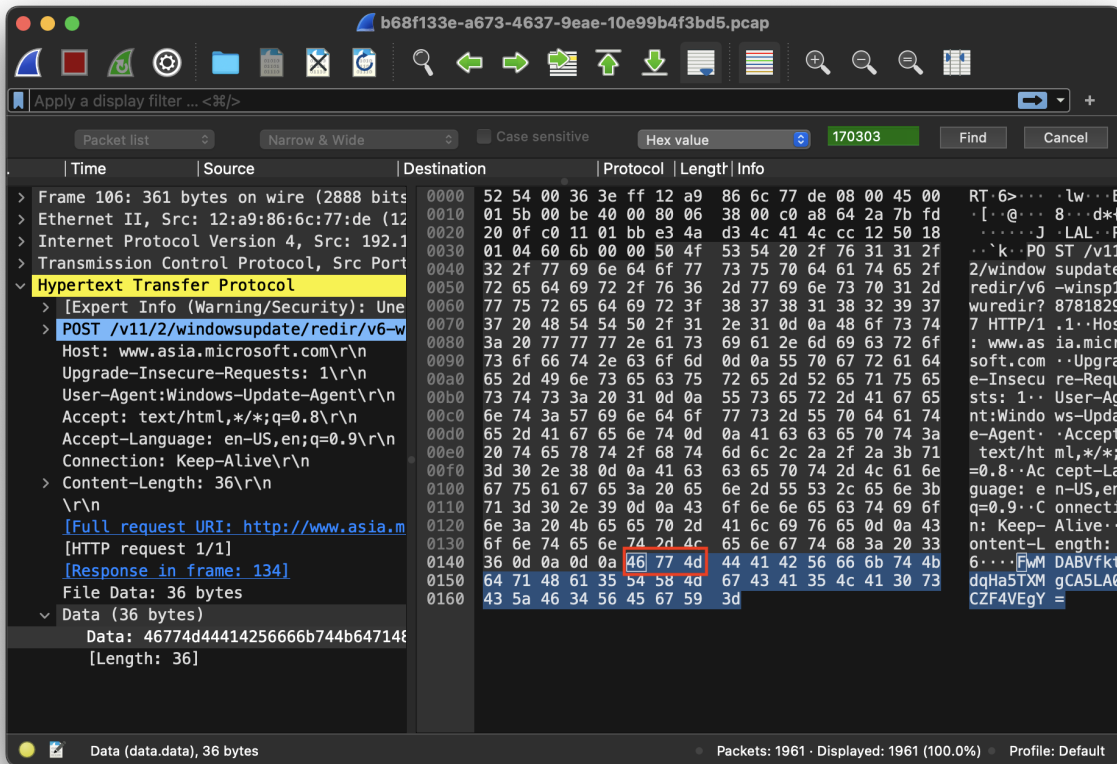 b68f133e-a673-4637-9eae-10e99b4f3bd5.pcap
Apply a display filter ... <⌘/>
Packet list Narrow & Wide Case sensitive Hex value 170303 Find Cancel
. Time Source Destination Protocol Length Info
> Frame 106: 361 bytes on wire (2888 bits
> Ethernet II, Src: 12:a9:86:6c:77:de (12
> Internet Protocol Version 4, Src: 192.1
> Transmission Control Protocol, Src Port
Hypertext Transfer Protocol
> [Expert Info (Warning/Security): Une
> POST /v11/2/windowsupdate/redir/v6-w
Host: www.asia.microsoft.com\r\n
Upgrade-Insecure-Requests: 1\r\n
User-Agent:Windows-Update-Agent\r\n
Accept: text/html,*/*;q=0.8\r\n
Accept-Language: en-US,en;q=0.9\r\n
Connection: Keep-Alive\r\n
> Content-Length: 36\r\n
\r\n
[Full request URI: http://www.asia.m
[HTTP request 1/1]
[Response in frame: 134]
File Data: 36 bytes
Data (36 bytes)
Data: 46774d44414256666b744b647148
[Length: 36]
0000 52 54 00 36 3e ff 12 a9 86 6c 77 de 08 00 45 00 RT·6>··· ·lw···E·
0010 01 5b 00 be 40 00 80 06 38 00 c0 a8 64 2a 7b fd ·[··@··· 8···d*{
0020 20 0f c0 11 01 bb e3 4a d3 4c 41 4c cc 12 50 18 ······J ·LAL··P
0030 01 04 60 6b 00 00 50 4f 53 54 20 2f 76 31 31 2f ··`k··PO ST /v11
0040 32 2f 77 69 6e 64 6f 77 73 75 70 64 61 74 65 2f 2/window supdate
0050 72 65 64 69 72 2f 76 36 2d 77 69 6e 73 70 31 2d redir/v6 -winsp1
0060 77 75 72 65 64 69 72 3f 38 37 38 31 38 32 39 37 wuredir? 8781829
0070 37 20 48 54 54 50 2f 31 2e 31 0d 0a 48 6f 73 74 7 HTTP/1 .1··Hos
0080 3a 20 77 77 77 2e 61 73 69 61 2e 6d 69 63 72 6f : www.as ia.micr
0090 73 6f 66 74 2e 63 6f 6d 0d 0a 55 70 67 72 61 64 soft.com ··Upgra
00a0 65 2d 49 6e 73 65 63 75 72 65 2d 52 65 71 75 65 e-Insecu re-Requ
00b0 73 74 73 3a 20 31 0d 0a 55 73 65 72 2d 41 67 65 sts: 1·· User-Ag
00c0 6e 74 3a 57 69 6e 64 6f 77 73 2d 55 70 64 61 74 nt:Windo ws-Upda
00d0 65 2d 41 67 65 6e 74 0d 0a 41 63 63 65 70 74 3a e-Agent· ·Accept
00e0 20 74 65 78 74 2f 68 74 6d 6c 2c 2a 2f 2a 3b 71 text/ht ml,*/*;
00f0 3d 30 2e 38 0d 0a 41 63 63 65 70 74 2d 4c 61 6e =0.8··Ac cept-La
0100 67 75 61 67 65 3a 20 65 6e 2d 55 53 2c 65 6e 3b guage: e n-US,en
0110 71 3d 30 2e 39 0d 0a 43 6f 6e 6e 65 63 74 69 6f q=0.9··C onnecti
0120 6e 3a 20 4b 65 65 70 2d 41 6c 69 76 65 0d 0a 43 n: Keep- Alive·
0130 6f 6e 74 65 6e 74 2d 4c 65 6e 67 74 68 3a 20 33 ontent-L ength:
0140 36 0d 0a 0d 0a 46 77 4d 44 41 42 56 66 6b 74 4b 6····FwM DABVfkt
0150 64 71 48 61 35 54 58 4d 67 43 41 35 4c 41 30 73 dqHa5TXM gCA5LA0
0160 43 5a 46 34 56 45 67 59 3d CZF4VEgY =
Data (data.data), 36 bytes Packets: 1961 · Displayed: 1961 (100.0%) Profile: Default